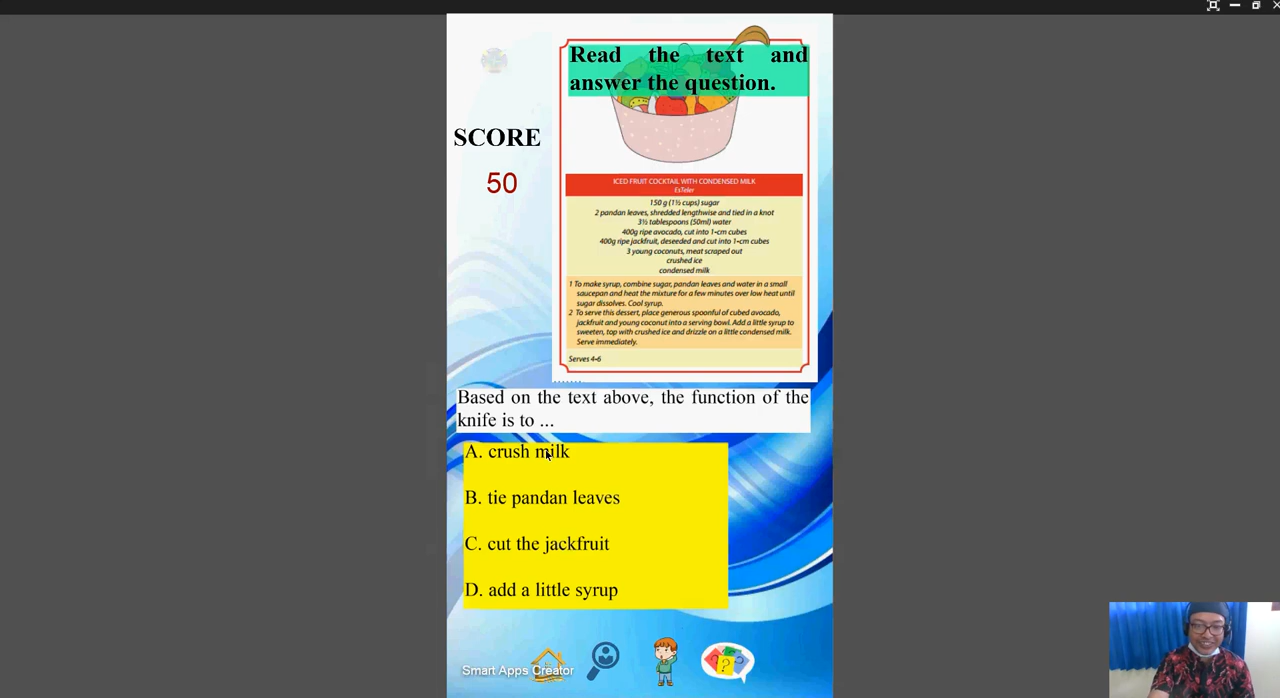 Read the text and
answer the question.
SCORE
50
ICED FRUIT COCKTAIL WITH CONDENSED MILK
EsTeler
150 g (1½ cups) sugar
2 pandan leaves, shredded lengthwise and tied in a knot
3½ tablespoons (50ml) water
400g ripe avocado, cut into 1-cm cubes
400g ripe jackfruit, deseeded and cut into 1-cm cubes
3 young coconuts, meat scraped out
crushed ice
condensed milk
1 To make syrup, combine sugar, pandan leaves and water in a small
saucepan and heat the mixture for a few minutes over low heat until
sugar dissolves. Cool syrup.
2 To serve this dessert, place generous spoonful of cubed avocado,
jackfruit and young coconut into a serving bowl. Add a little syrup to
sweeten, top with crushed ice and drizzle on a little condensed milk.
Serve immediately.
Serves 4-6
Based on the text above, the function of the
knife is to ...
A. crush milk
B. tie pandan leaves
C. cut the jackfruit
D. add a little syrup
Smart Apps Creator